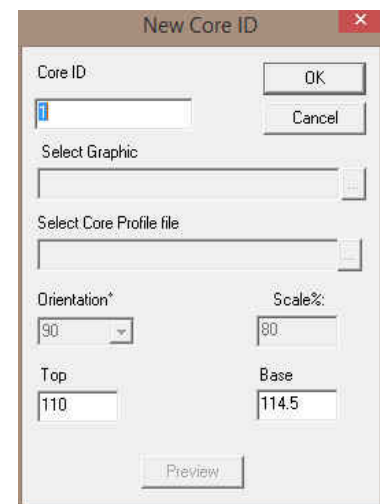 New Core ID
Core ID
OK
1
Cancel
Select Graphic
...
Select Core Profile file
...
Orientation*
Scale%:
90
80
Top
Base
110
114.5
Preview